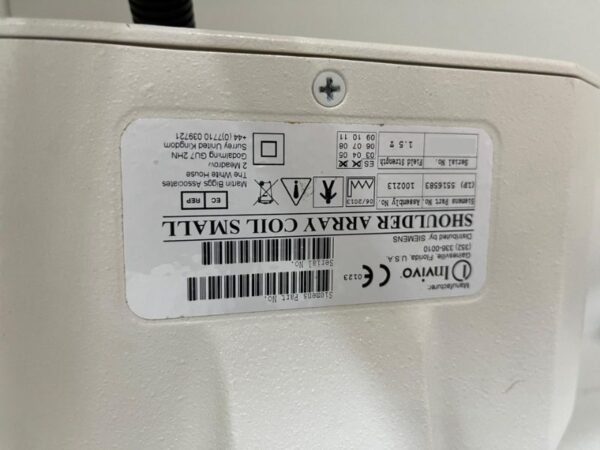 Manufacturer:
Invivo
Gainesville, Florida, U.S.A.
(352) 336-0010
Distributed by SIEMENS
CE 0123
Siemens Part No.
Serial No.
SHOULDER ARRAY COIL SMALL
Siemens Part No. Assembly No.
(1P) 5516583 100213
Serial No. Field Strength
1.5 T
06/2013
ES 03 04 05
06 07 08
09 10 11
EC REP
Martin Biggs Associates
The White House
2 Meadrow
Godalming GU7 2HN
Surrey United Kingdom
+44 (0)7710 039721